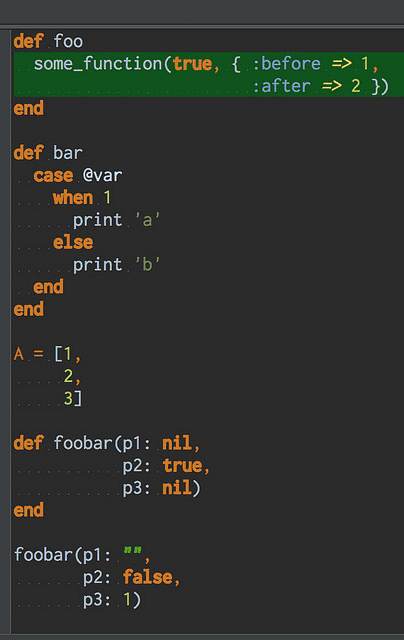 def foo
  some_function(true, { :before => 1,
                        :after => 2 })
end

def bar
  case @var
    when 1
      print 'a'
    else
      print 'b'
  end
end

A = [1,
     2,
     3]

def foobar(p1: nil,
           p2: true,
           p3: nil)
end

foobar(p1: "",
       p2: false,
       p3: 1)